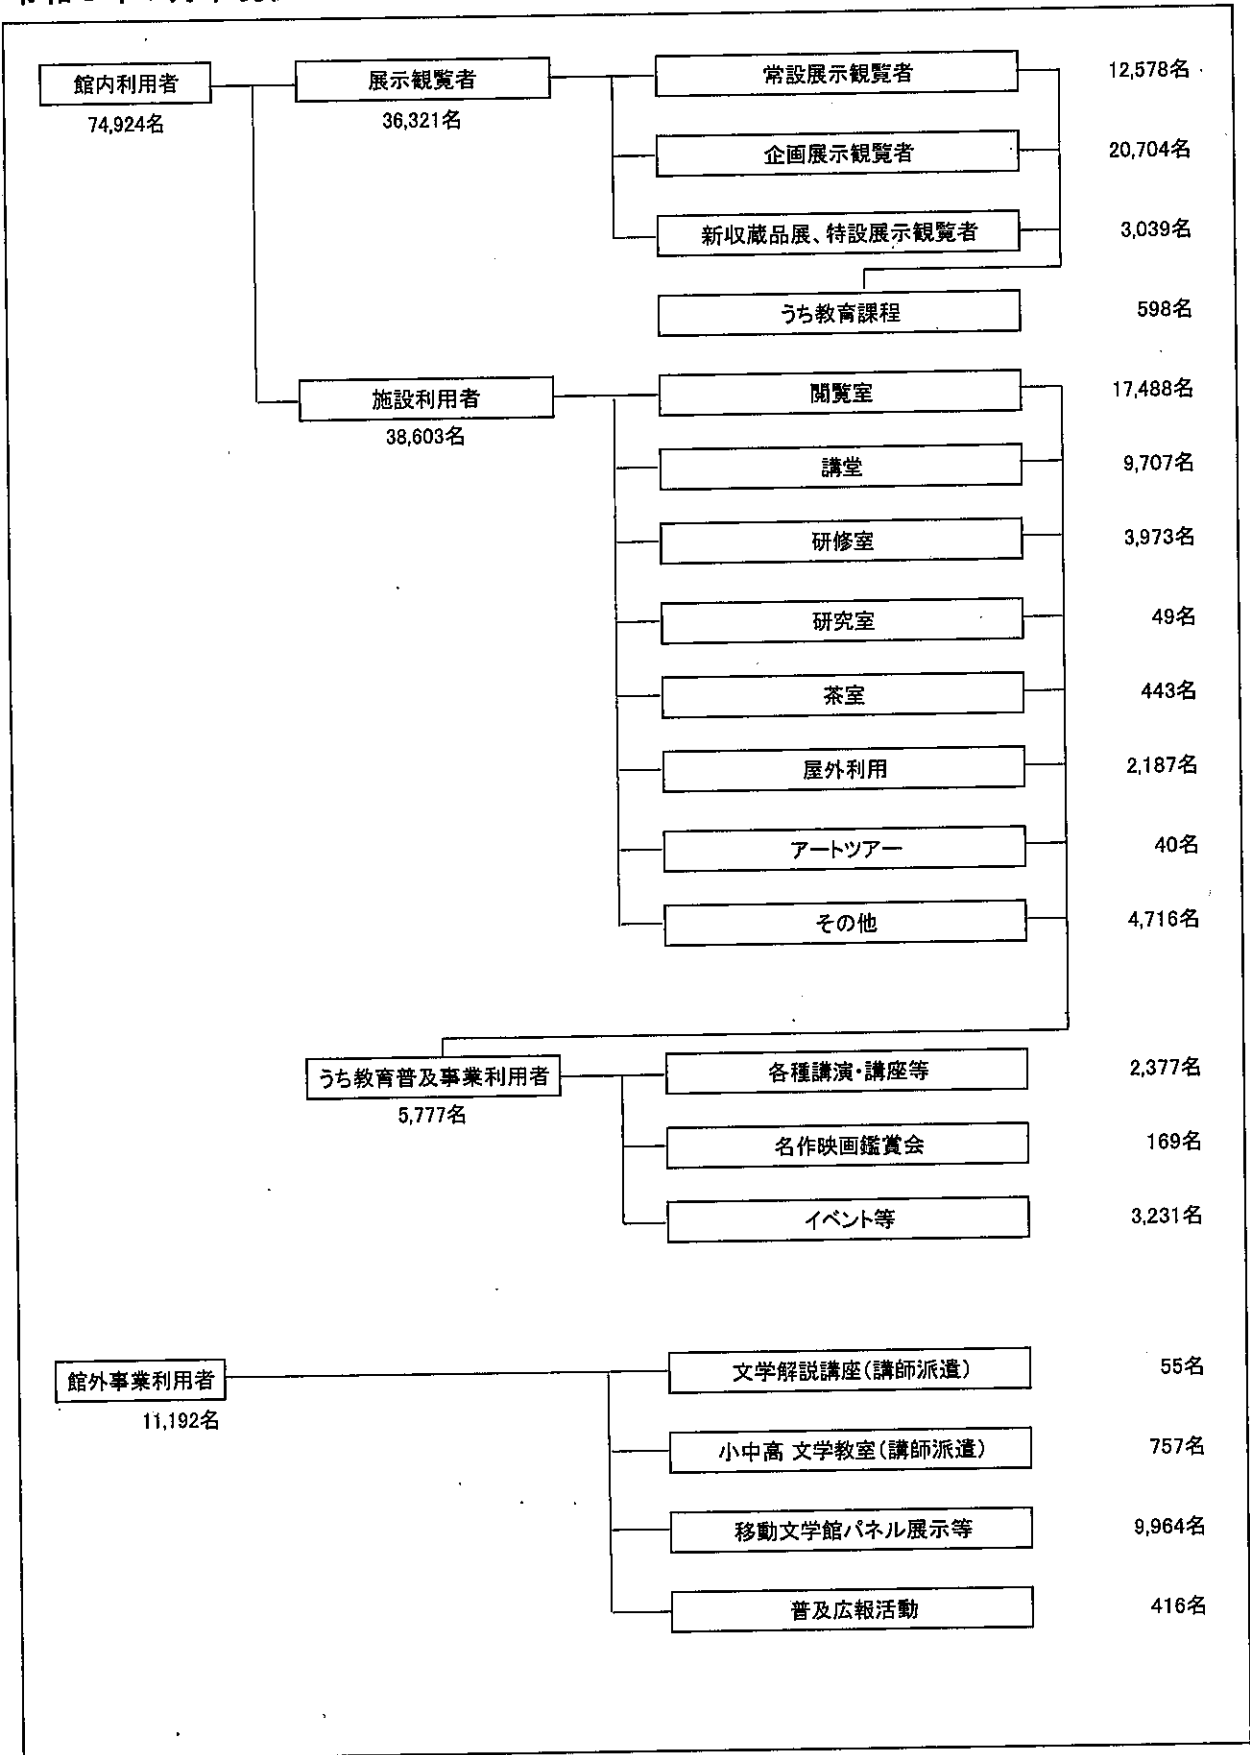 館内利用者 展示観覧者 常設展示観覧者 12,578名
74,924名 36,321名
企画展示観覧者 20,704名
新収蔵品展、特設展示観覧者 3,039名
うち教育課程 598名
施設利用者 閲覧室 17,488名
38,603名
講堂 9,707名
研修室 3,973名
研究室 49名
茶室 443名
屋外利用 2,187名
アートツアー 40名
その他 4,716名
うち教育普及事業利用者 各種講演・講座等 2,377名
5,777名
名作映画鑑賞会 169名
イベント等 3,231名
館外事業利用者 文学解説講座(講師派遣) 55名
11,192名
小中高 文学教室(講師派遣) 757名
移動文学館パネル展示等 9,964名
普及広報活動 416名